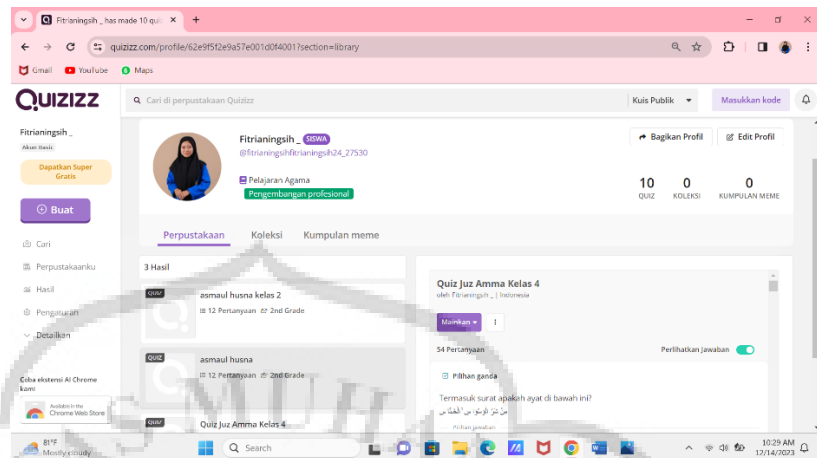 Fitrianingsih _ has made 10 qui
quizizz.com/profile/62e9f5f2e9a57e001d0f4001?section=library
Gmail YouTube Maps
QUIZIZZ
Cari di perpustakaan Quizizz
Kuis Publik
Masukkan kode
Fitrianingsih _
Akun Basis
Dapatkan Super
Gratis
Buat
Cari
Perpustakaanku
Hasil
Pengaturan
Detailkan
Coba ekstensi AI Chrome
kami
Available in the
Chrome Web Store
Fitrianingsih _ SISWA
@fitrianingsihfitrianingsih24_27530
Pelajaran Agama
Pengembangan profesional
Bagikan Profil
Edit Profil
10 0 0
QUIZ KOLEKSI KUMPULAN MEME
Perpustakaan Koleksi Kumpulan meme
3 Hasil
QUIZ
asmaul husna kelas 2
12 Pertanyaan 2nd Grade
QUIZ
asmaul husna
12 Pertanyaan 2nd Grade
QUIZ
Quiz Juz Amma Kelas 4
Quiz Juz Amma Kelas 4
oleh Fitrianingsih _ | Indonesia
Mainkan
54 Pertanyaan
Perlihatkan Jawaban
Pilihan ganda
Termasuk surat apakah ayat di bawah ini?
مِنْ شَرِّ الْوَسْوَاسِ الْخَنَّاسِ
Pilihan jawaban
S MUHA
81°F
Mostly cloudy
Search
10:29 AM
12/14/2023